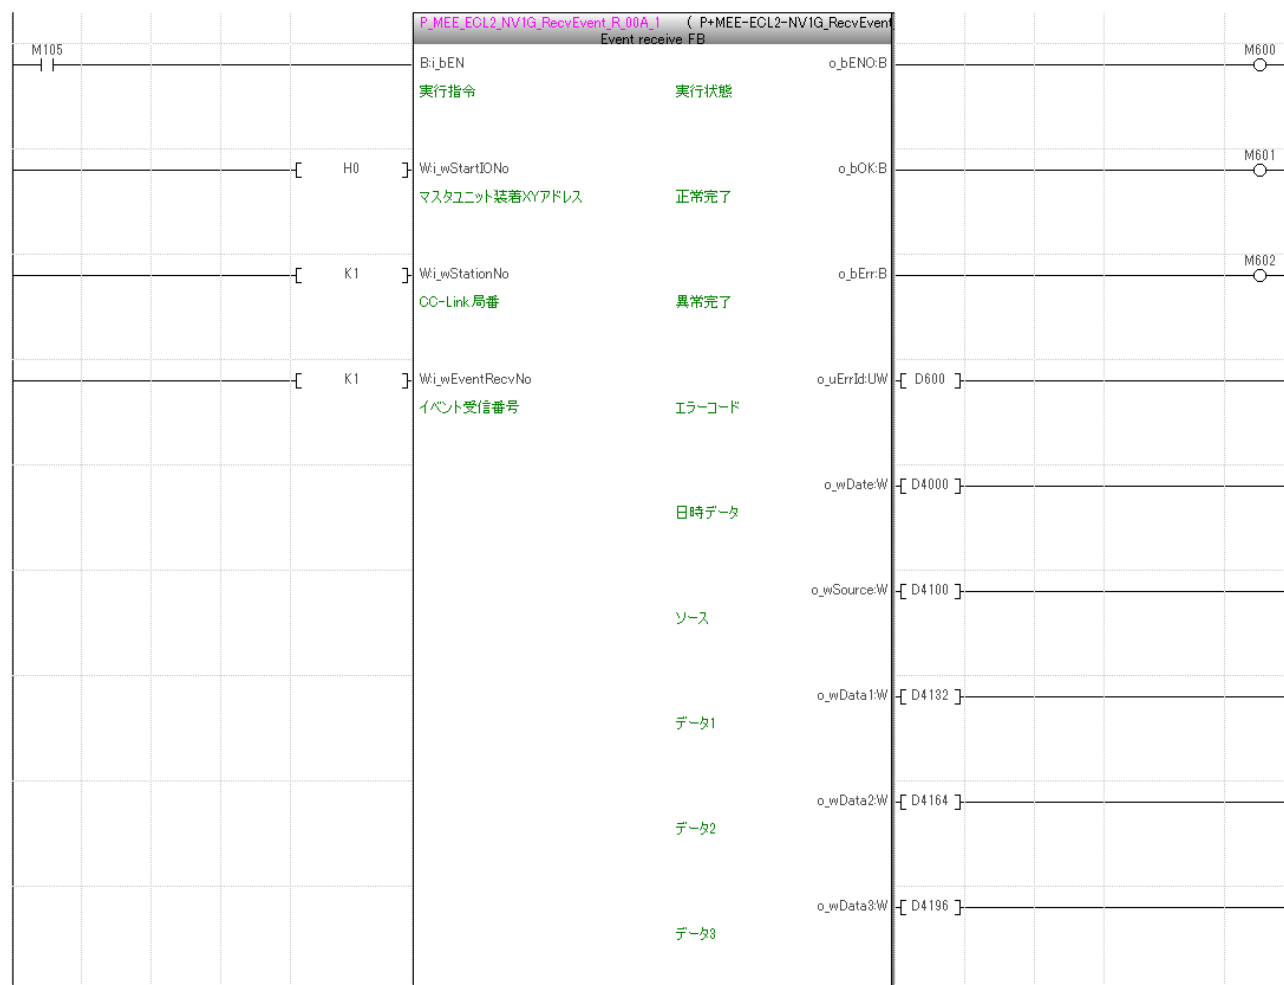 P_MEE_ECL2_NV1G_RecvEvent_R_00A_1 ( P+MEE-ECL2-NV1G_RecvEvent
Event receive FB
M105
B:i_bEN o_bENO:B
M600
実行指令 実行状態
H0
W:i_wStartIONo o_bOK:B
M601
マスタユニット装着XYアドレス 正常完了
K1
W:i_wStationNo o_bErr:B
M602
CC-Link局番 異常完了
K1
W:i_wEventRecvNo o_uErrId:UW
D600
イベント受信番号 エラーコード
o_wDate:W D4000
日時データ
o_wSource:W D4100
ソース
o_wData1:W D4132
データ1
o_wData2:W D4164
データ2
o_wData3:W D4196
データ3